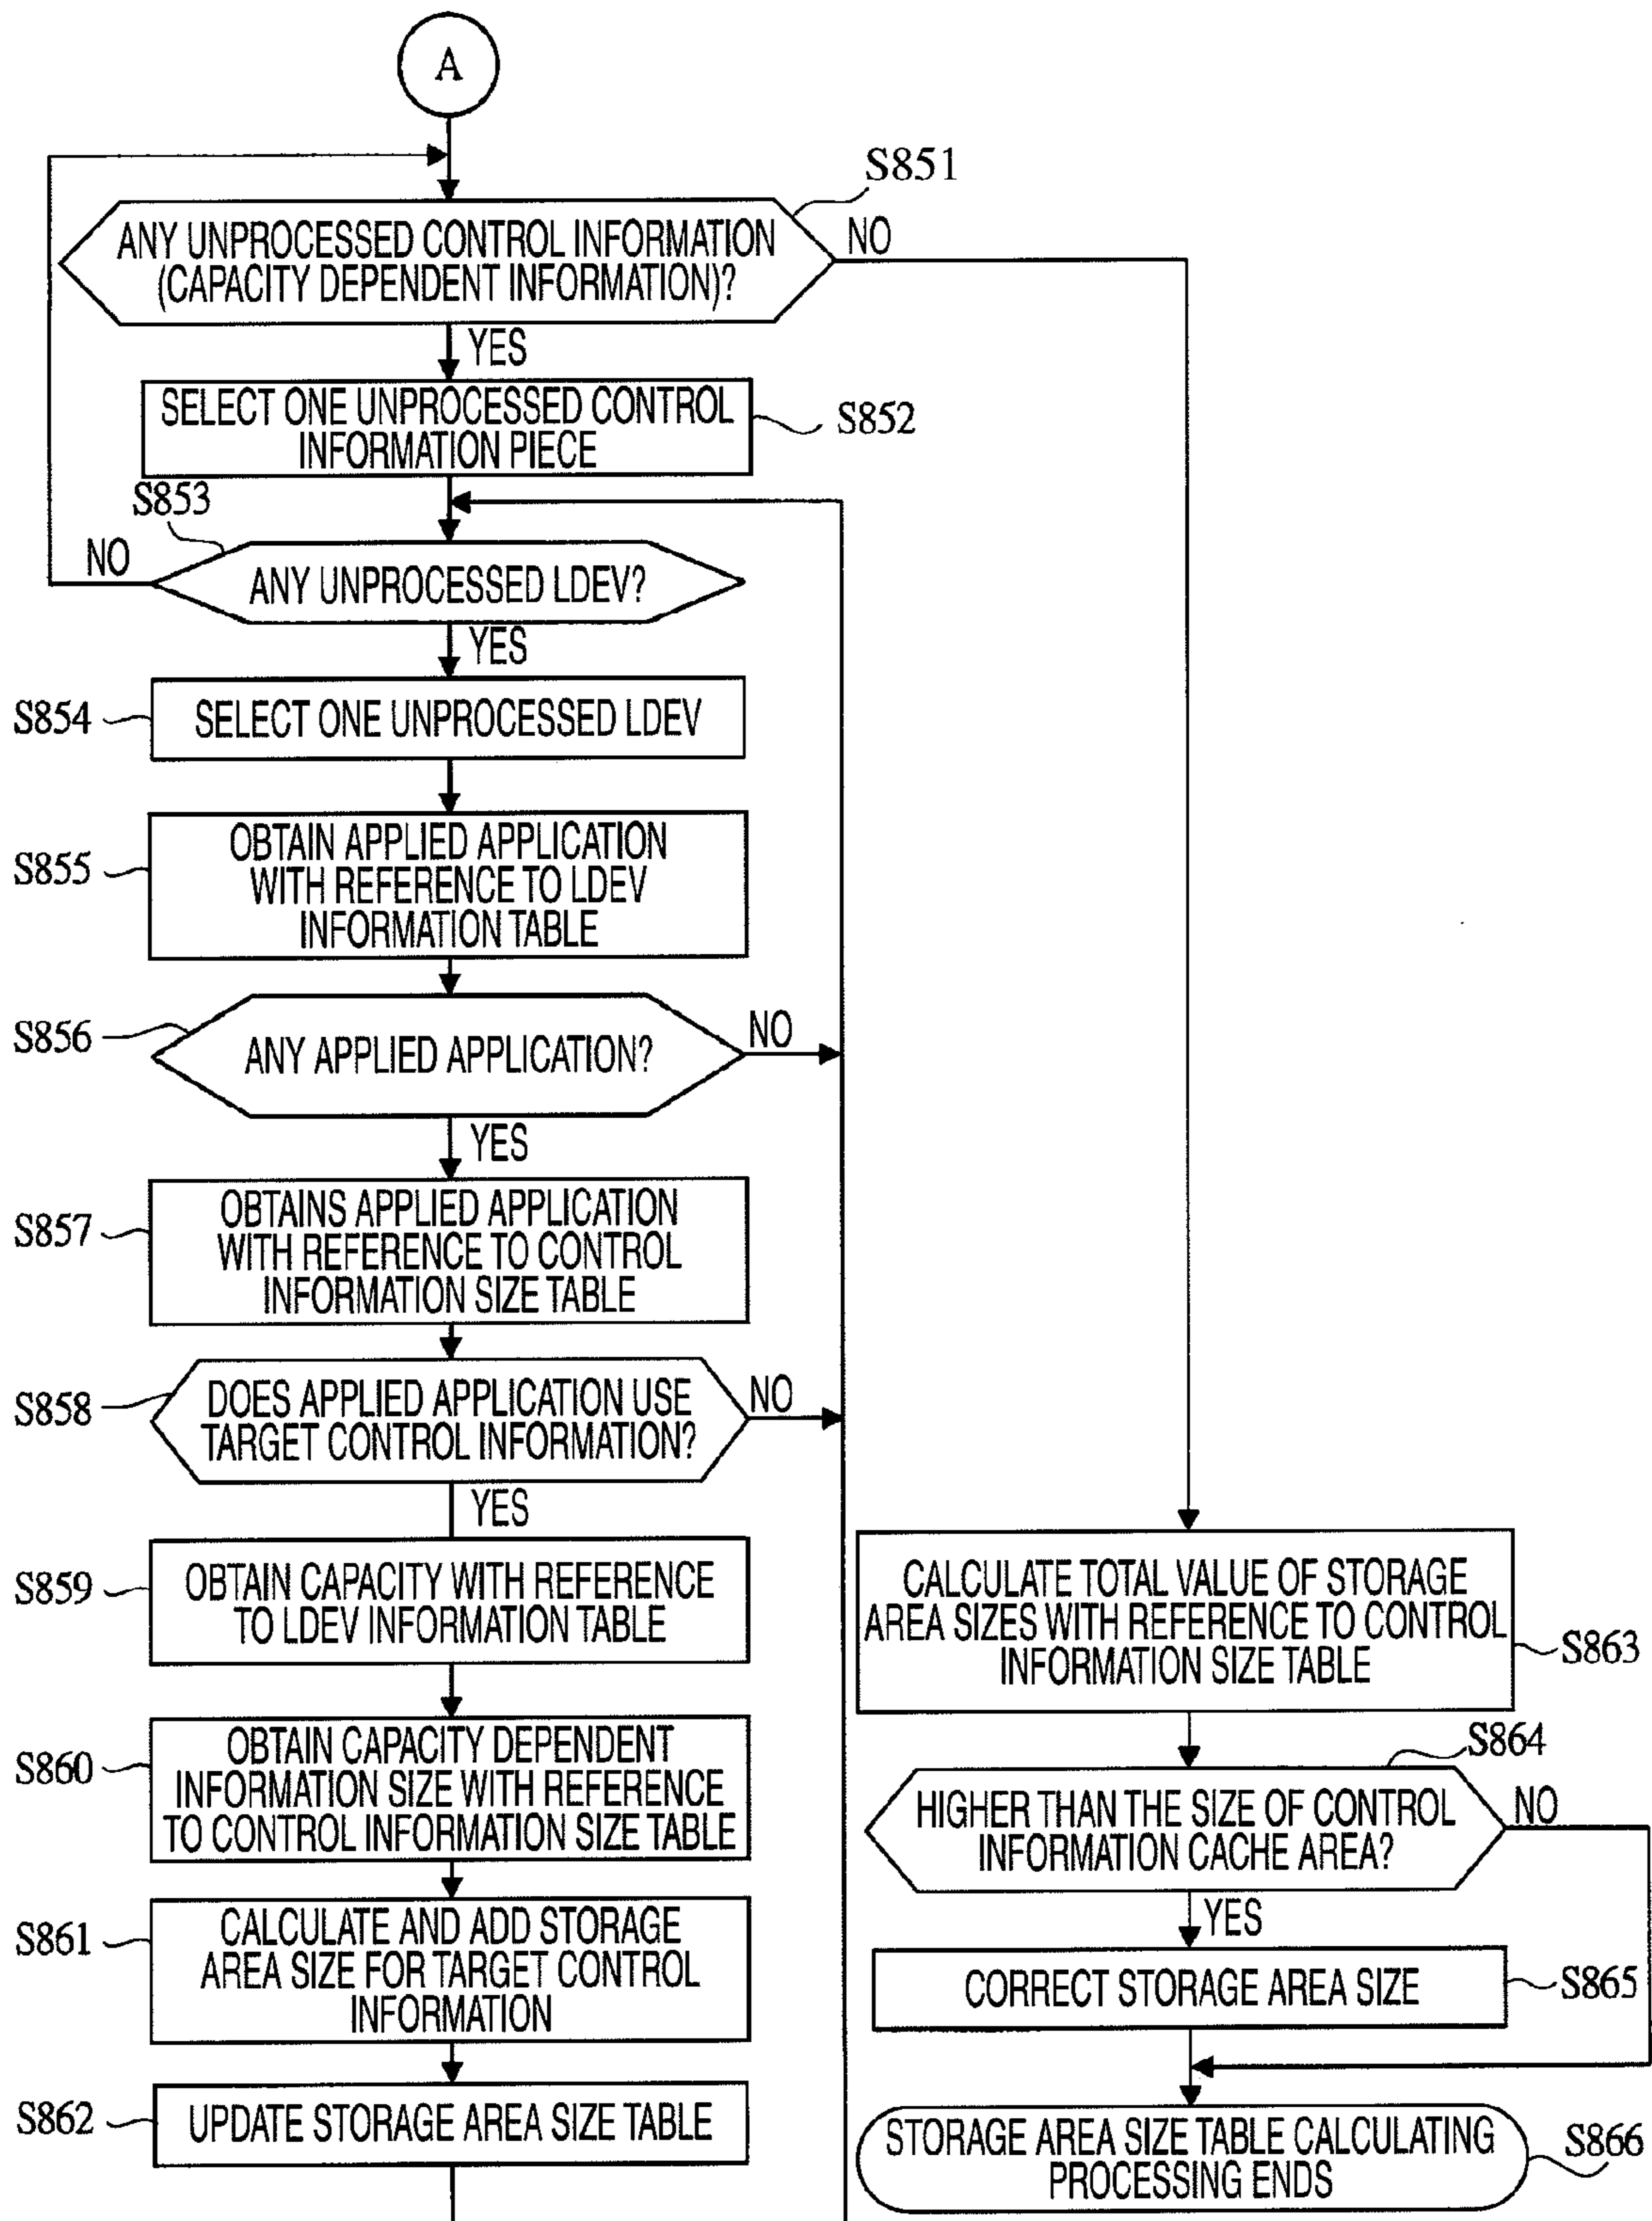 A
S851
ANY UNPROCESSED CONTROL INFORMATION
(CAPACITY DEPENDENT INFORMATION)?
NO
YES
SELECT ONE UNPROCESSED CONTROL
INFORMATION PIECE
S852
S853
NO
ANY UNPROCESSED LDEV?
YES
S854
SELECT ONE UNPROCESSED LDEV
S855
OBTAIN APPLIED APPLICATION
WITH REFERENCE TO LDEV
INFORMATION TABLE
S856
ANY APPLIED APPLICATION?
NO
YES
S857
OBTAINS APPLIED APPLICATION
WITH REFERENCE TO CONTROL
INFORMATION SIZE TABLE
S858
DOES APPLIED APPLICATION USE
TARGET CONTROL INFORMATION?
NO
YES
S859
OBTAIN CAPACITY WITH REFERENCE
TO LDEV INFORMATION TABLE
S860
OBTAIN CAPACITY DEPENDENT
INFORMATION SIZE WITH REFERENCE
TO CONTROL INFORMATION SIZE TABLE
S861
CALCULATE AND ADD STORAGE
AREA SIZE FOR TARGET CONTROL
INFORMATION
S862
UPDATE STORAGE AREA SIZE TABLE
CALCULATE TOTAL VALUE OF STORAGE
AREA SIZES WITH REFERENCE TO CONTROL
INFORMATION SIZE TABLE
S863
S864
HIGHER THAN THE SIZE OF CONTROL
INFORMATION CACHE AREA?
NO
YES
CORRECT STORAGE AREA SIZE
S865
STORAGE AREA SIZE TABLE CALCULATING
PROCESSING ENDS
S866